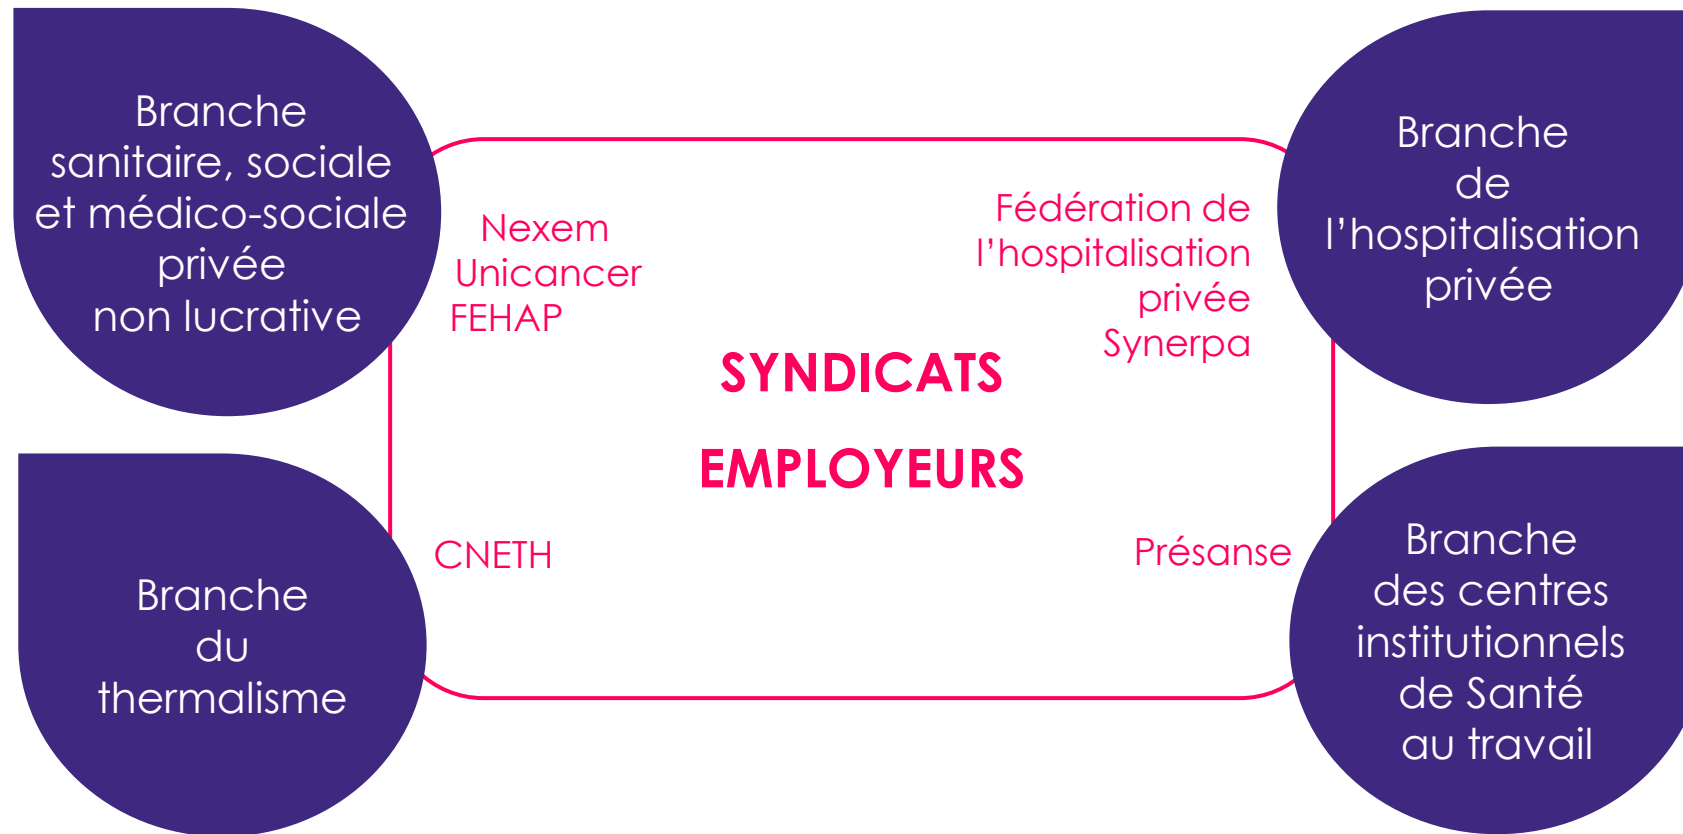 Branche
sanitaire, sociale
et médico-sociale
privée
non lucrative
Nexem
Unicancer
FEHAP
Fédération de
l’hospitalisation
privée
Synerpa
Branche
de
l’hospitalisation
privée
SYNDICATS
EMPLOYEURS
Branche
du
thermalisme
CNETH
Présanse
Branche
des centres
institutionnels
de Santé
au travail